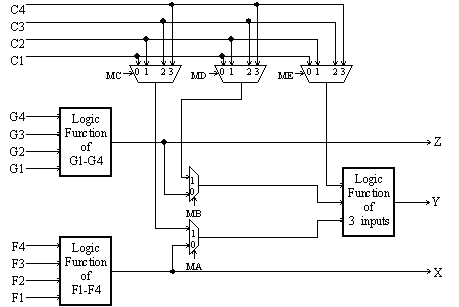 C4
C3
C2
C1
MC 0 1 2 3
MD 0 1 2 3
ME 0 1 2 3
G4
G3
G2
G1
Logic
Function
of
G1-G4
Z
1
0
MB
Logic
Function
of
3 inputs
Y
1
0
MA
F4
F3
F2
F1
Logic
Function
of
F1-F4
X